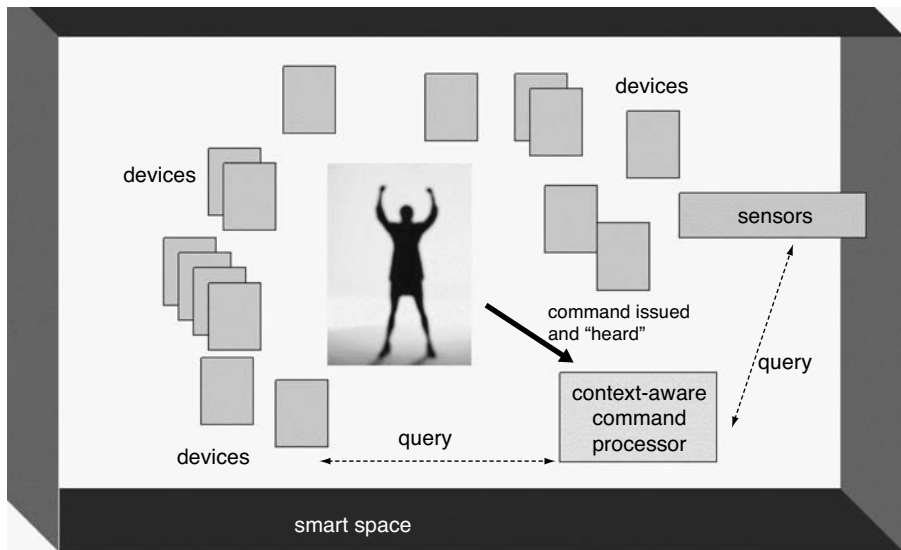 devices
devices
sensors
command issued
and “heard”
query
context-aware
command
processor
query
devices
smart space